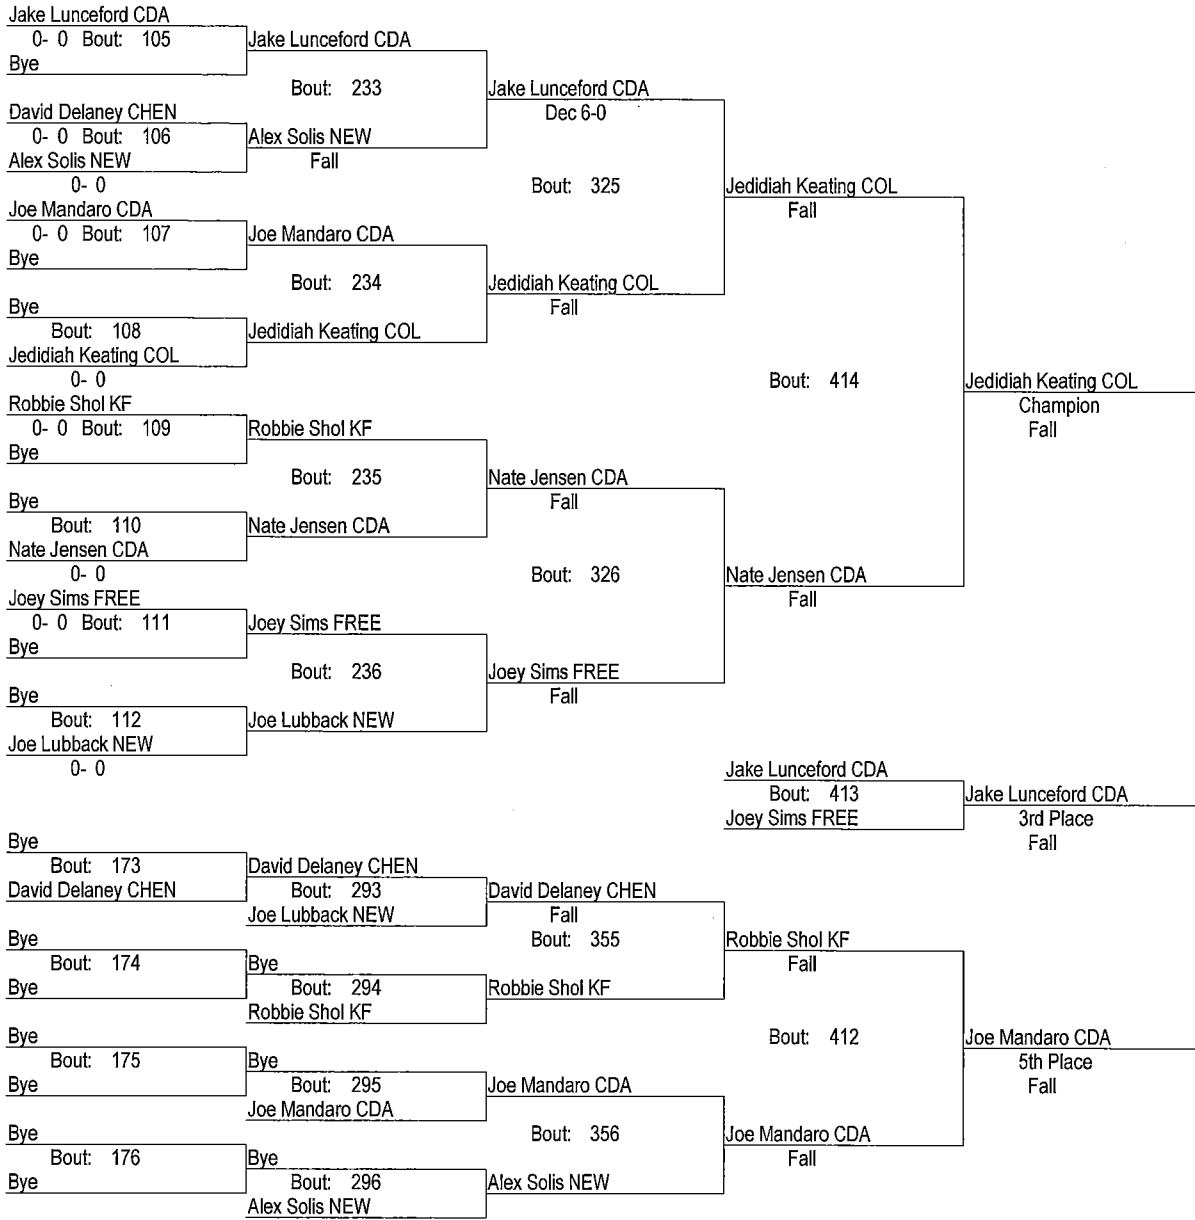 Jake Lunceford CDA
0- 0 Bout: 105
Bye
Jake Lunceford CDA
Bout: 233
David Delaney CHEN
0- 0 Bout: 106
Alex Solis NEW
0- 0
Alex Solis NEW
Fall
Jake Lunceford CDA
Dec 6-0
Bout: 325
Joe Mandaro CDA
0- 0 Bout: 107
Bye
Joe Mandaro CDA
Bout: 234
Bye
Bout: 108
Jedidiah Keating COL
0- 0
Jedidiah Keating COL
Jedidiah Keating COL
Fall
Jedidiah Keating COL
Fall
Bout: 414
Jedidiah Keating COL
Champion
Fall
Robbie Shol KF
0- 0 Bout: 109
Bye
Robbie Shol KF
Bout: 235
Bye
Bout: 110
Nate Jensen CDA
0- 0
Nate Jensen CDA
Nate Jensen CDA
Fall
Bout: 326
Joey Sims FREE
0- 0 Bout: 111
Bye
Joey Sims FREE
Bout: 236
Bye
Bout: 112
Joe Lubback NEW
0- 0
Joe Lubback NEW
Joey Sims FREE
Fall
Nate Jensen CDA
Fall
Jake Lunceford CDA
Bout: 413
Joey Sims FREE
Jake Lunceford CDA
3rd Place
Fall
Bye
Bout: 173
David Delaney CHEN
David Delaney CHEN
Bout: 293
Joe Lubback NEW
David Delaney CHEN
Fall
Bout: 355
Bye
Bout: 174
Bye
Bye
Bout: 294
Robbie Shol KF
Robbie Shol KF
Robbie Shol KF
Fall
Bout: 412
Joe Mandaro CDA
5th Place
Fall
Bye
Bout: 175
Bye
Bye
Bout: 295
Joe Mandaro CDA
Joe Mandaro CDA
Bout: 356
Bye
Bout: 176
Bye
Bye
Bout: 296
Alex Solis NEW
Alex Solis NEW
Joe Mandaro CDA
Fall